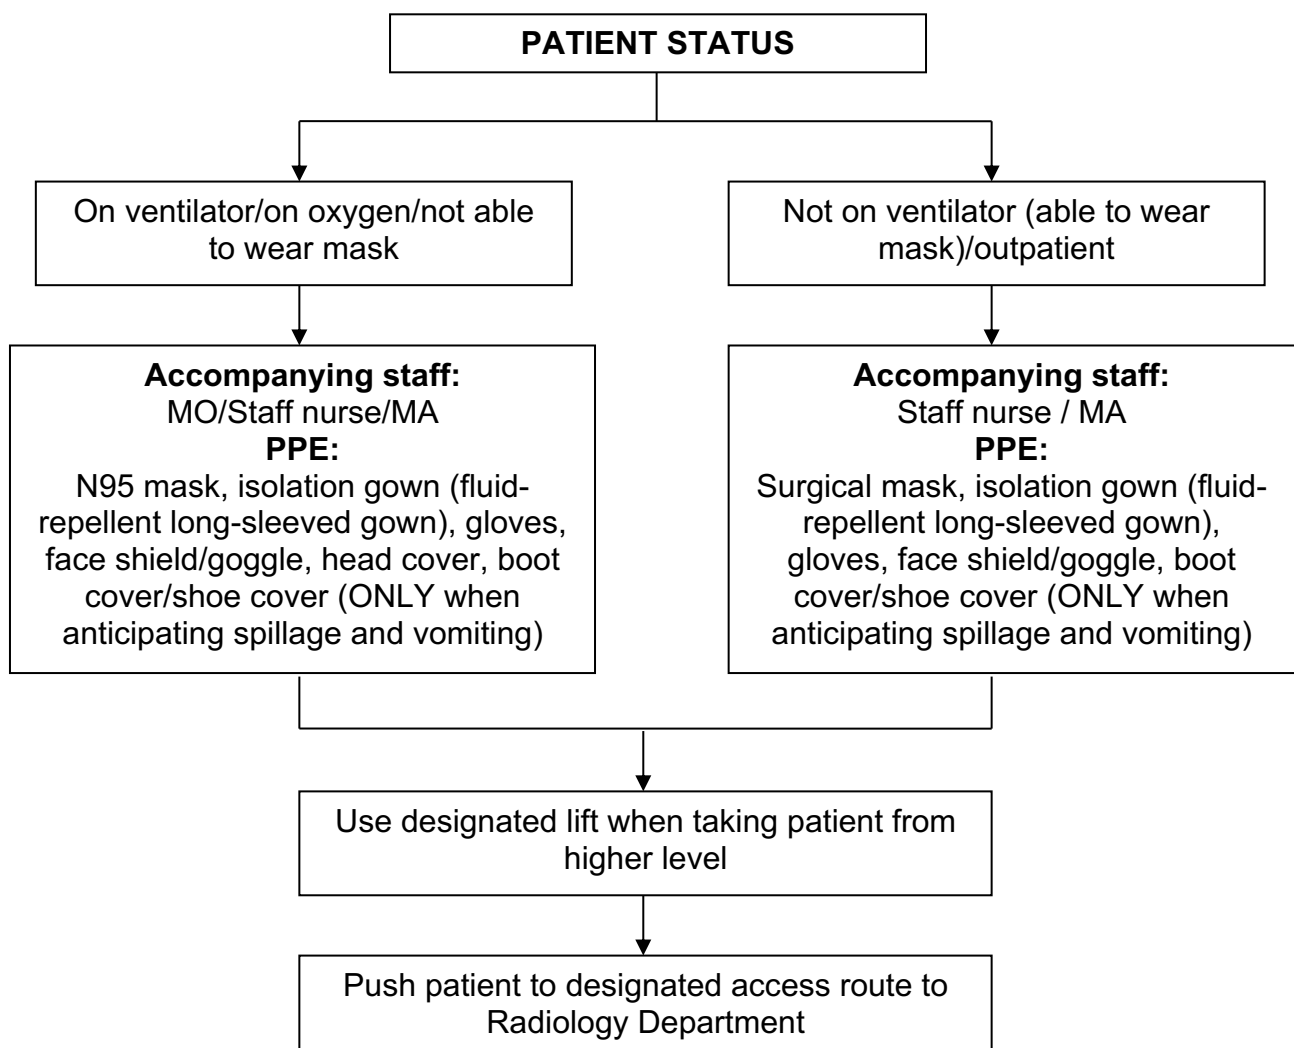 PATIENT STATUS
On ventilator/on oxygen/not able
to wear mask
Not on ventilator (able to wear
mask)/outpatient
Accompanying staff:
MO/Staff nurse/MA
PPE:
N95 mask, isolation gown (fluid-
repellent long-sleeved gown), gloves,
face shield/goggle, head cover, boot
cover/shoe cover (ONLY when
anticipating spillage and vomiting)
Accompanying staff:
Staff nurse / MA
PPE:
Surgical mask, isolation gown (fluid-
repellent long-sleeved gown),
gloves, face shield/goggle, boot
cover/shoe cover (ONLY when
anticipating spillage and vomiting)
Use designated lift when taking patient from
higher level
Push patient to designated access route to
Radiology Department